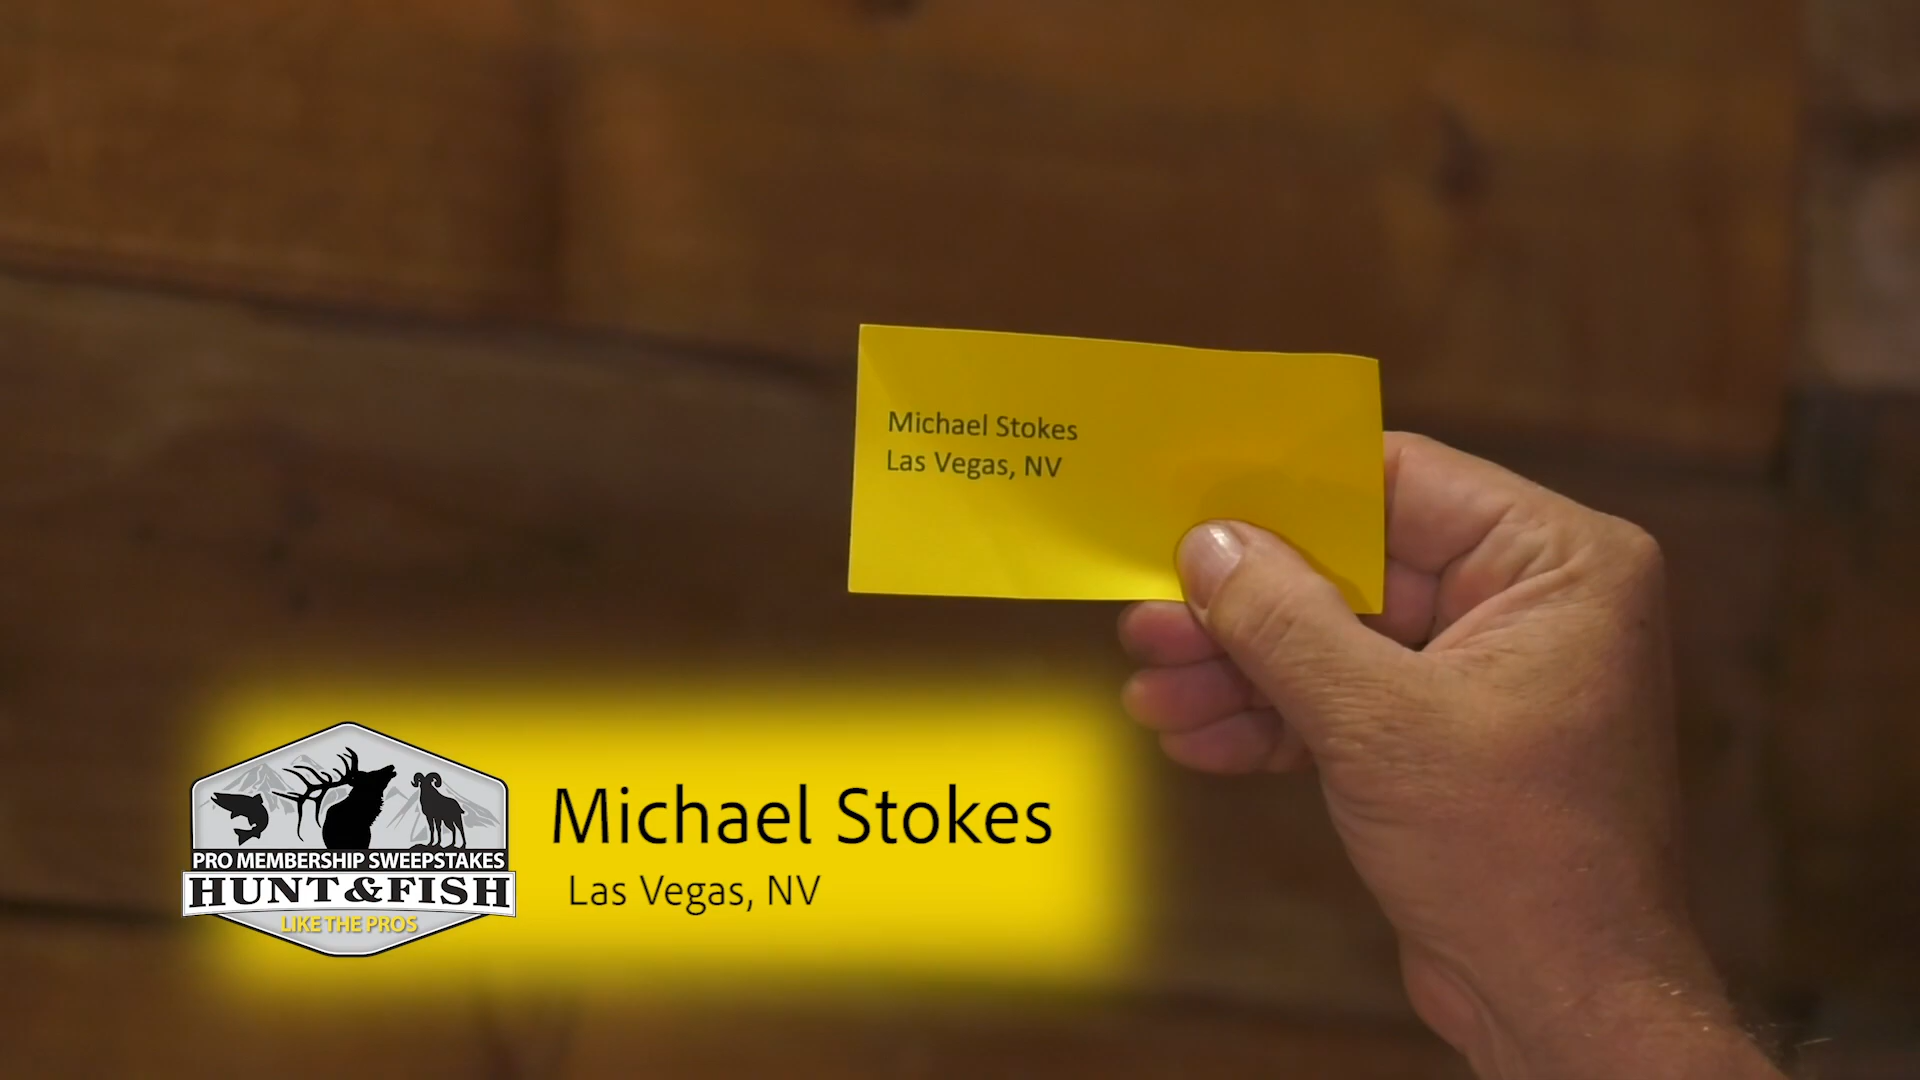 Michael Stokes
Las Vegas, NV
PRO MEMBERSHIP SWEEPSTAKES
HUNT & FISH
LIKE THE PROS
Michael Stokes
Las Vegas, NV